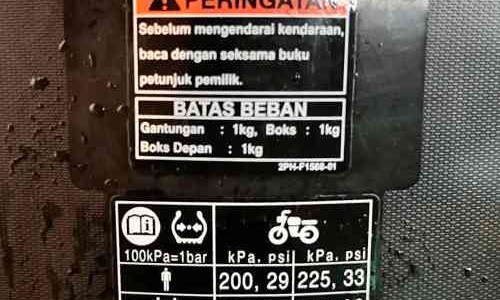 PERINGATAN
Sebelum mengendarai kendaraan,
baca dengan seksama buku
petunjuk pemilik.
BATAS BEBAN
Gantungan : 1kg, Boks : 1kg
Boks Depan : 1kg
2PH-F1568-01
100kPa=1bar kPa, psi kPa, psi
200, 29 225, 33